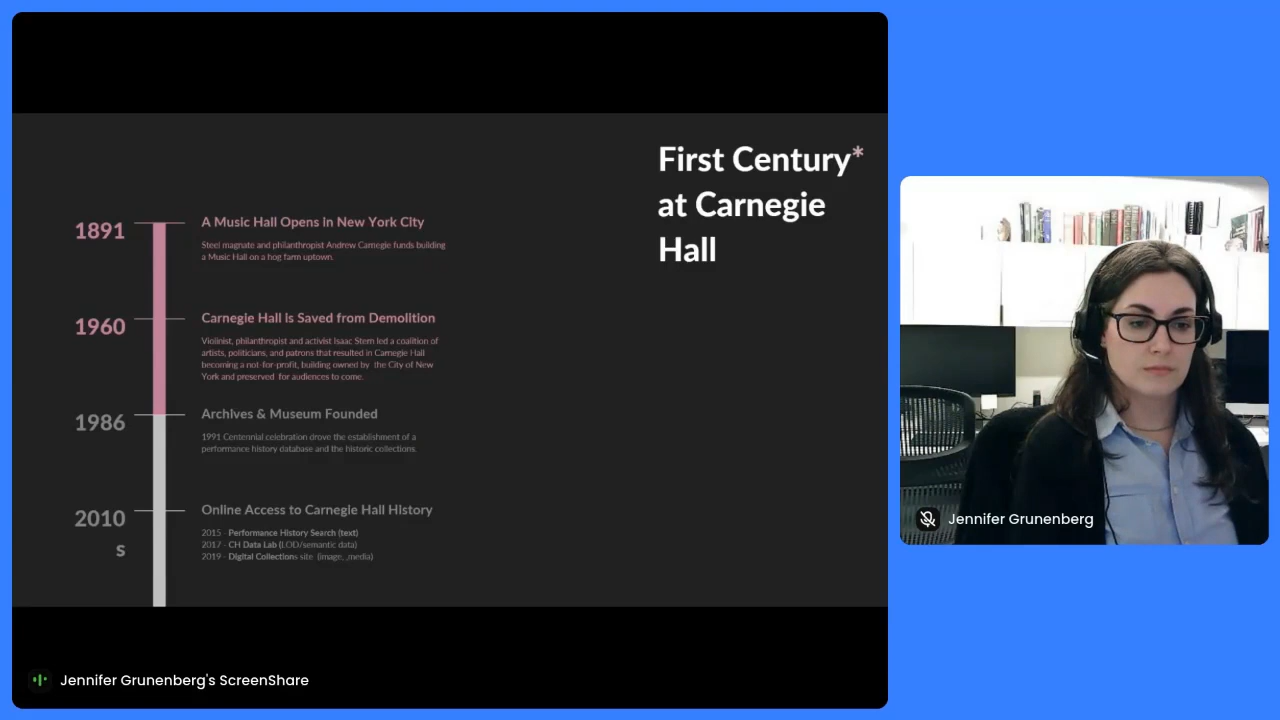 First Century*
at Carnegie
Hall
1891
A Music Hall Opens in New York City
Steel magnate and philanthropist Andrew Carnegie funds building
a Music Hall on a hog farm uptown.
1960
Carnegie Hall is Saved from Demolition
Violinist, philanthropist and activist Isaac Stern led a coalition of
artists, politicians, and patrons that resulted in Carnegie Hall
becoming a not-for-profit, building owned by the City of New
York and preserved for audiences to come.
1986
Archives & Museum Founded
1991 Centennial celebration drove the establishment of a
performance history database and the historic collections.
2010
s
Online Access to Carnegie Hall History
2015 - Performance History Search (text)
2017 - CH Data Lab (LOD/semantic data)
2019 - Digital Collections site (image, ,media)
Jennifer Grunenberg
Jennifer Grunenberg's ScreenShare